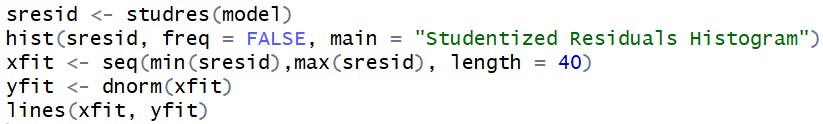 sresid <- studres(model)
hist(sresid, freq = FALSE, main = "Studentized Residuals Histogram")
xfit <- seq(min(sresid),max(sresid), length = 40)
yfit <- dnorm(xfit)
lines(xfit, yfit)